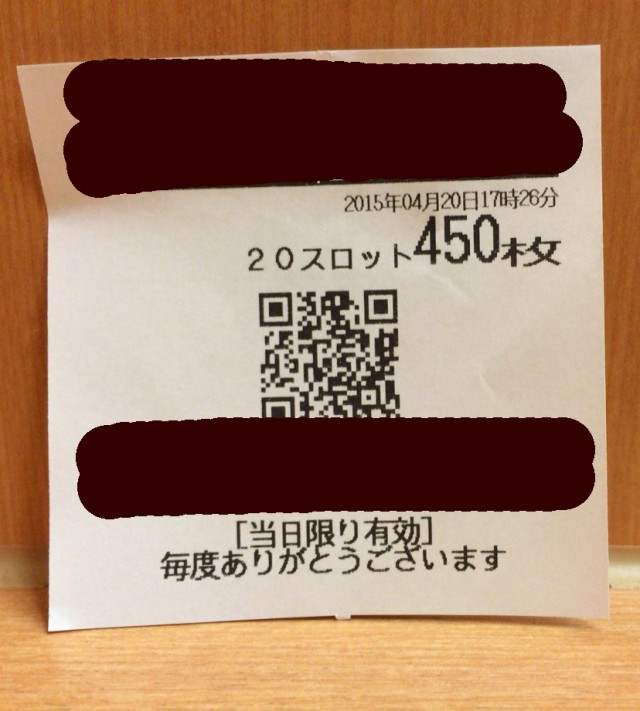 2015年04月20日17時26分
20スロット450枚
[当日限り有効]
毎度ありがとうございます